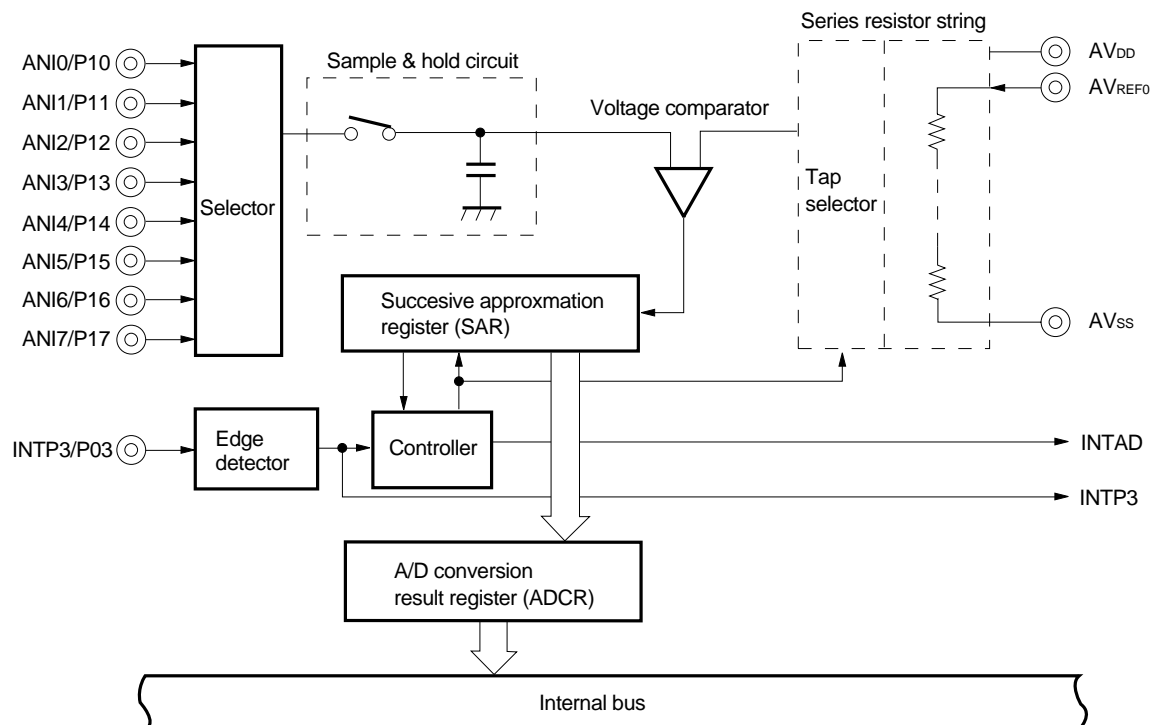 Series resistor string
ANI0/P10
ANI1/P11
ANI2/P12
ANI3/P13
ANI4/P14
ANI5/P15
ANI6/P16
ANI7/P17
Selector
Sample & hold circuit
Voltage comparator
Tap
selector
AVDD
AVREF0
AVSS
Succesive approxmation
register (SAR)
INTP3/P03
Edge
detector
Controller
INTAD
INTP3
A/D conversion
result register (ADCR)
Internal bus